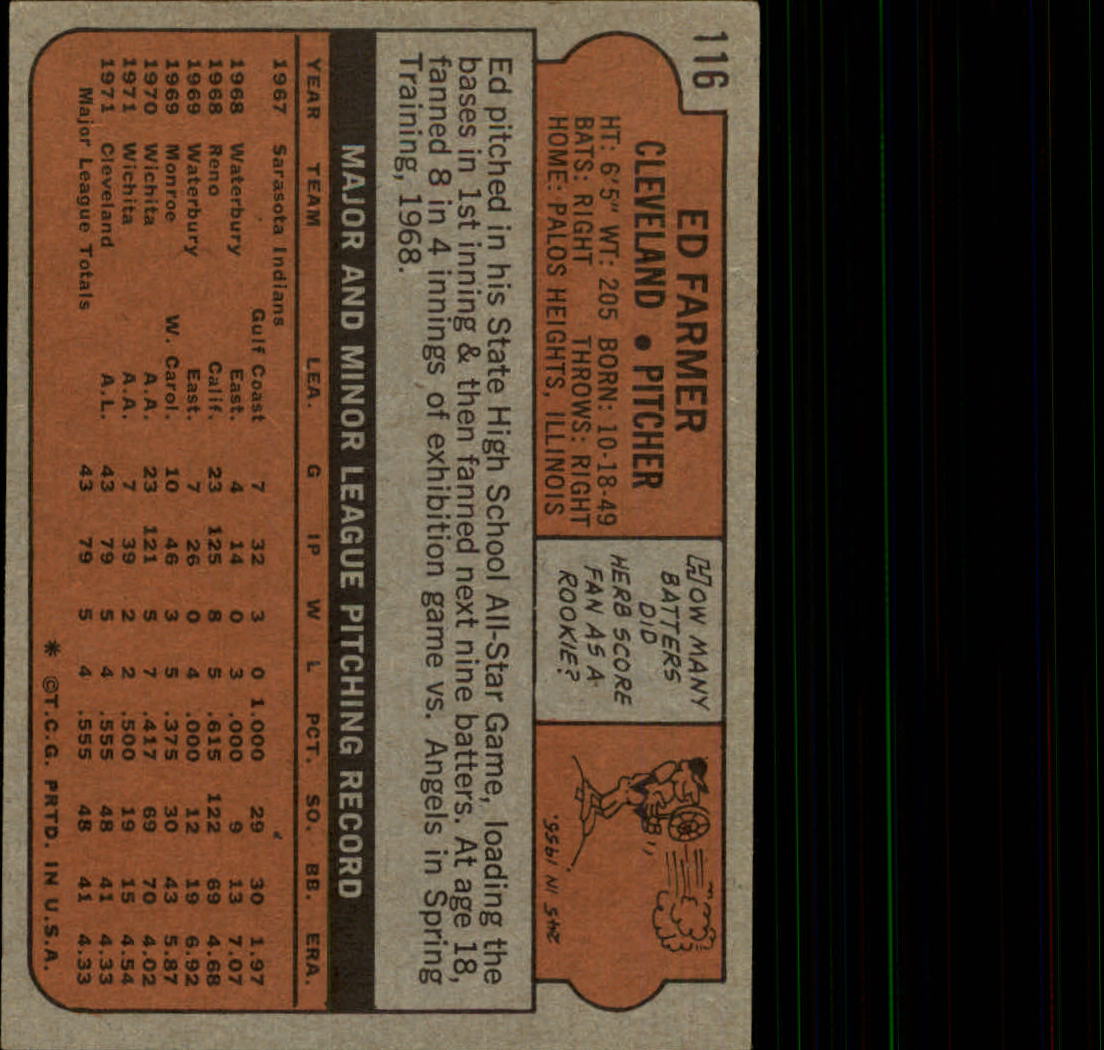 116
ED FARMER
CLEVELAND • PITCHER
HT: 6'5" WT: 205 BORN: 10-18-49
BATS: RIGHT THROWS: RIGHT
HOME: PALOS HEIGHTS, ILLINOIS
HOW MANY
BATTERS
DID
HERB SCORE
FAN AS A
ROOKIE?
245 IN 1955.
Ed pitched in his State High School All-Star Game, loading the
bases in 1st inning & then fanned next nine batters. At age 18,
fanned 8 in 4 innings of exhibition game vs. Angels in Spring
Training, 1968.
MAJOR AND MINOR LEAGUE PITCHING RECORD
YEAR TEAM LEA. G IP W L PCT. SO. BB. ERA.
1967 Sarasota Indians
Gulf Coast 7 32 3 0 1.000 29 30 1.97
1968 Waterbury East. 4 14 0 3 .000 9 13 7.07
1968 Reno Calif. 23 125 8 5 .615 122 69 4.68
1969 Waterbury East. 7 26 0 4 .000 12 19 6.92
1969 Monroe W. Carol. 10 46 3 5 .375 30 43 5.87
1970 Wichita A.A. 23 121 5 7 .417 69 70 4.02
1971 Wichita A.A. 7 39 2 2 .500 19 15 4.54
1971 Cleveland A.L. 43 79 5 4 .555 48 41 4.33
Major League Totals 43 79 5 4 .555 48 41 4.33
* ©T.C.G. PRTD. IN U.S.A.